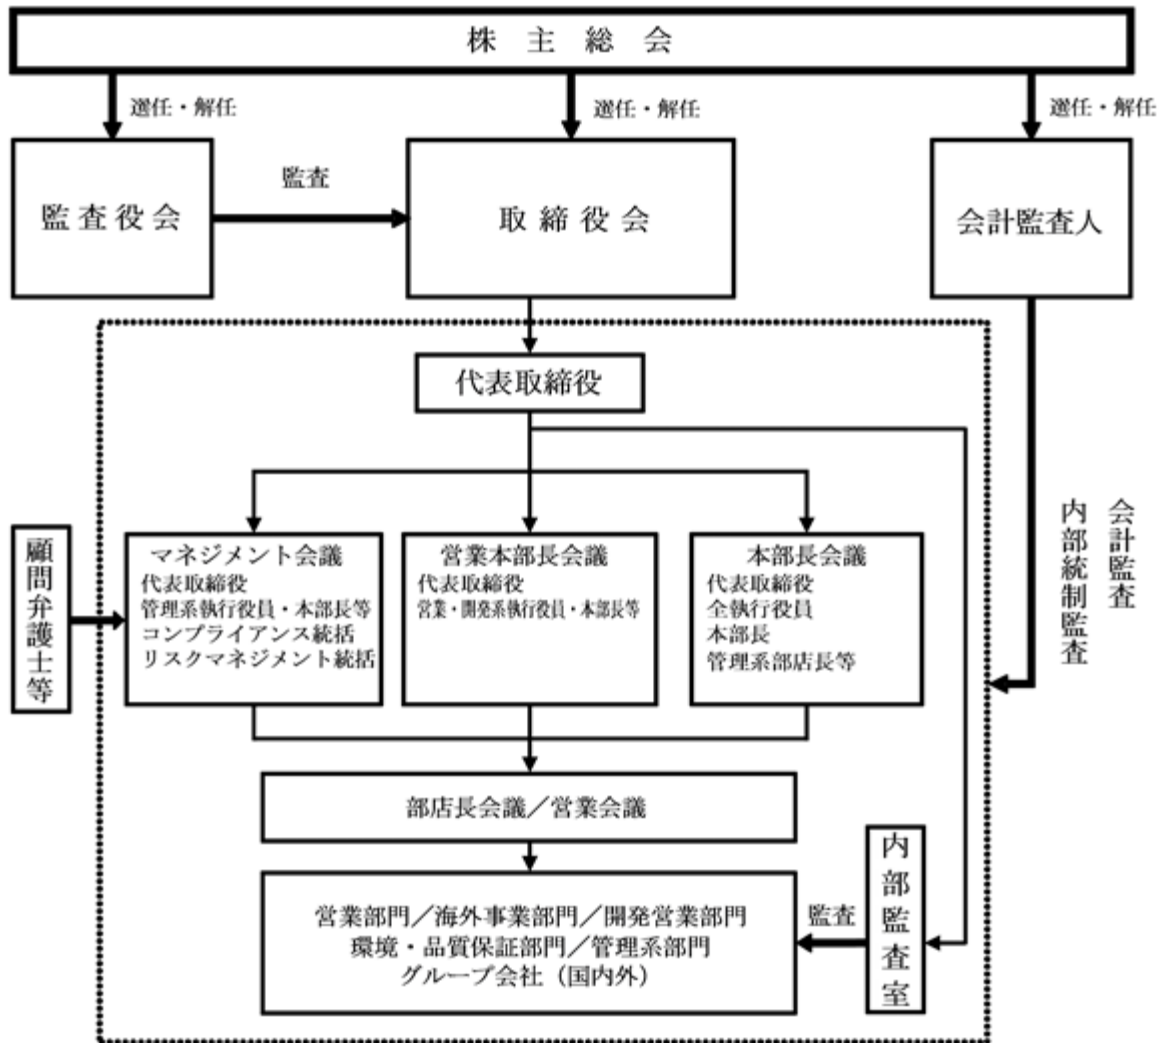 株主総会
選任・解任
選任・解任
選任・解任
監査役会
監査
取締役会
会計監査人
代表取締役
会計監査
内部統制監査
顧問弁護士等
マネジメント会議
代表取締役
管理系執行役員・本部長等
コンプライアンス統括
リスクマネジメント統括
営業本部長会議
代表取締役
営業・開発系執行役員・本部長等
本部長会議
代表取締役
全執行役員
本部長
管理系部店長等
部店長会議／営業会議
営業部門／海外事業部門／開発営業部門
環境・品質保証部門／管理系部門
グループ会社（国内外）
監査
内部監査室